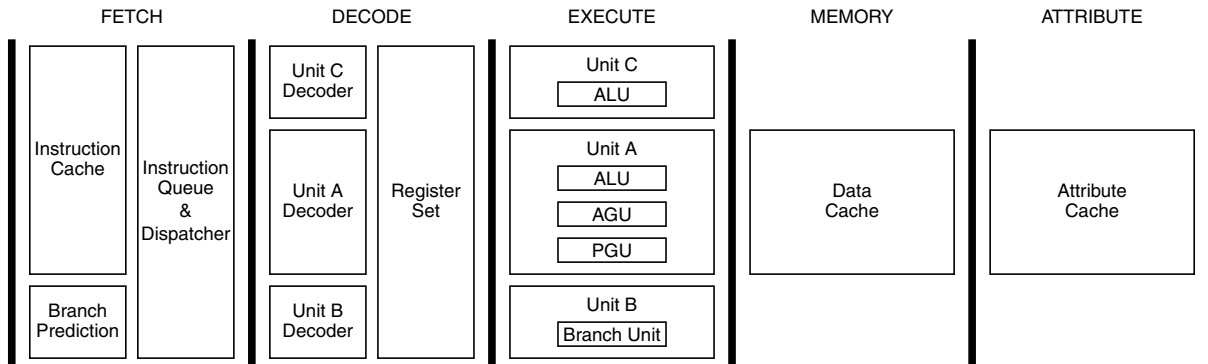 FETCH
DECODE
EXECUTE
MEMORY
ATTRIBUTE
Instruction
Cache
Branch
Prediction
Instruction
Queue
&
Dispatcher
Unit C
Decoder
Unit A
Decoder
Unit B
Decoder
Register
Set
Unit C
ALU
Unit A
ALU
AGU
PGU
Unit B
Branch Unit
Data
Cache
Attribute
Cache